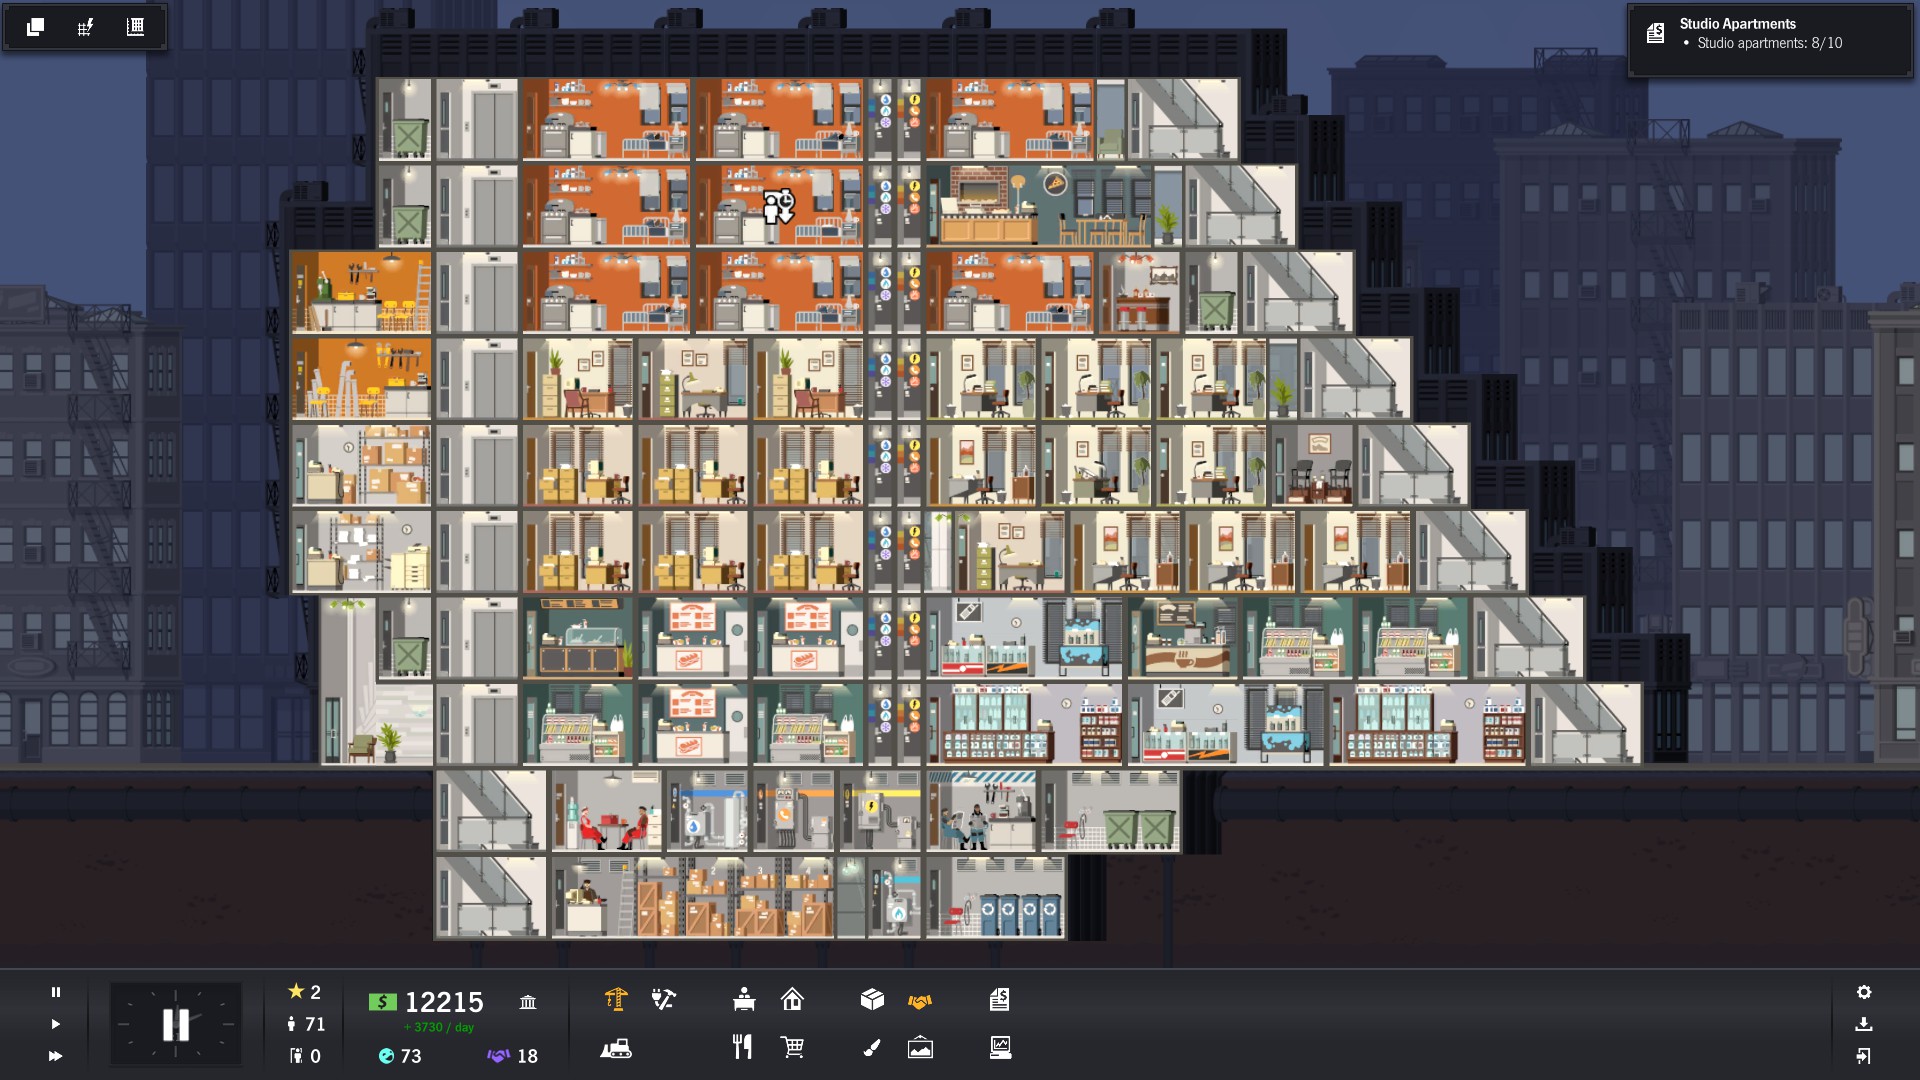 Studio Apartments
• Studio apartments: 8/10
2
71
0
$ 12215
+ 3730 / day
73
18